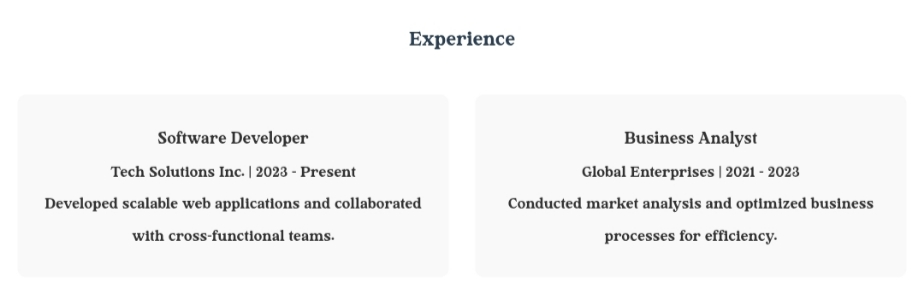 Experience
Software Developer
Tech Solutions Inc. | 2023 - Present
Developed scalable web applications and collaborated
with cross-functional teams.
Business Analyst
Global Enterprises | 2021 - 2023
Conducted market analysis and optimized business
processes for efficiency.